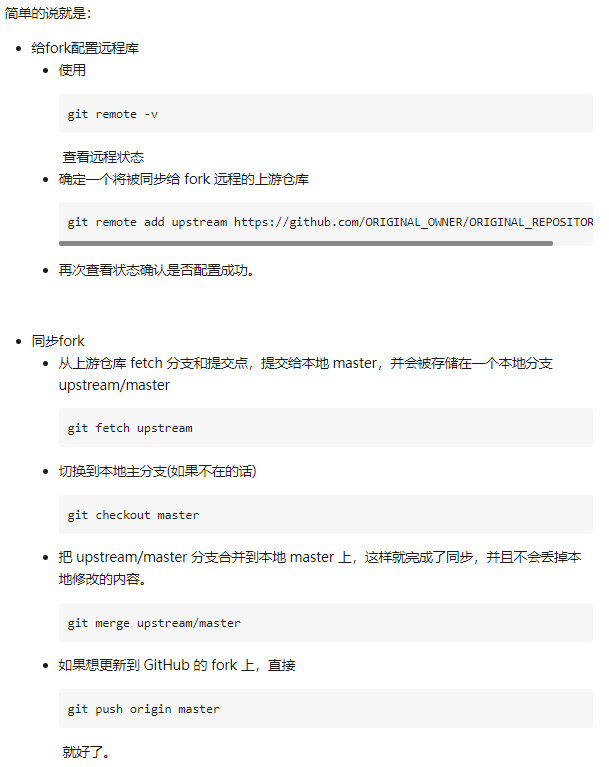 简单的说就是：
给fork配置远程库
使用
git remote -v
查看远程状态
确定一个将被同步给 fork 远程的上游仓库
git remote add upstream https://github.com/ORIGINAL_OWNER/ORIGINAL_REPOSITOR
再次查看状态确认是否配置成功。
同步fork
从上游仓库 fetch 分支和提交点，提交给本地 master，并会被存储在一个本地分支
upstream/master
git fetch upstream
切换到本地主分支(如果不在的话)
git checkout master
把 upstream/master 分支合并到本地 master 上，这样就完成了同步，并且不会丢掉本
地修改的内容。
git merge upstream/master
如果想更新到 GitHub 的 fork 上，直接
git push origin master
就好了。